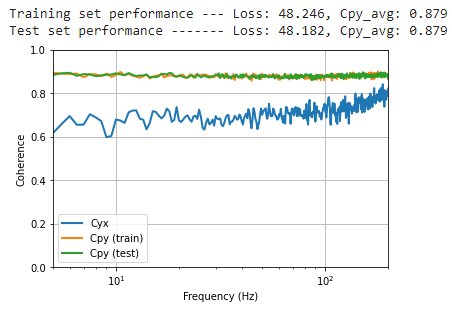 Training set performance --- Loss: 48.246, Cpy_avg: 0.879
Test set performance ------- Loss: 48.182, Cpy_avg: 0.879
1.0
0.8
0.6
0.4
0.2
0.0
Coherence
Cyx
Cpy (train)
Cpy (test)
10¹
10²
Frequency (Hz)